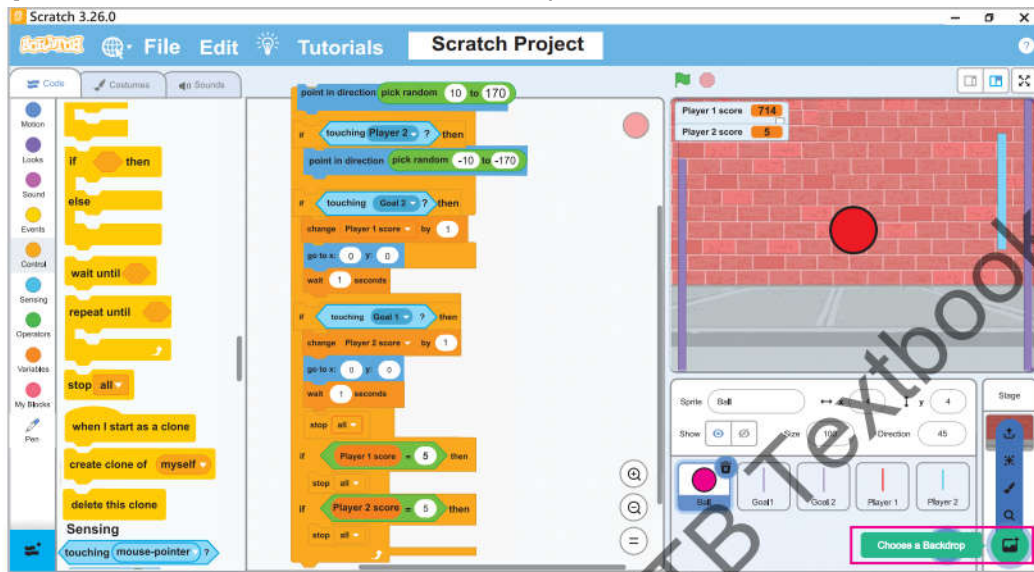 Scratch 3.26.0
SCRATCH File Edit Tutorials Scratch Project
Code Costumes Sounds
Motion
Looks
Sound
Events
Control
Sensing
Operators
Variables
My Blocks
Pen
if then
else
wait until
repeat until
stop all
when I start as a clone
create clone of myself
delete this clone
Sensing
touching mouse-pointer ?
point in direction pick random 10 to 170
if touching Player 2 ? then
point in direction pick random -10 to -170
if touching Goal 2 ? then
change Player 1 score by 1
go to x: 0 y: 0
wait 1 seconds
if touching Goal 1 ? then
change Player 2 score by 1
go to x: 0 y: 0
wait 1 seconds
stop all
if Player 1 score = 5 then
stop all
if Player 2 score = 5 then
stop all
Player 1 score 714
Player 2 score 5
Sprite Ball x y 4
Show Size 100 Direction 45
Stage
Ball Goal1 Goal 2 Player 1 Player 2
Choose a Backdrop
TB Textbook